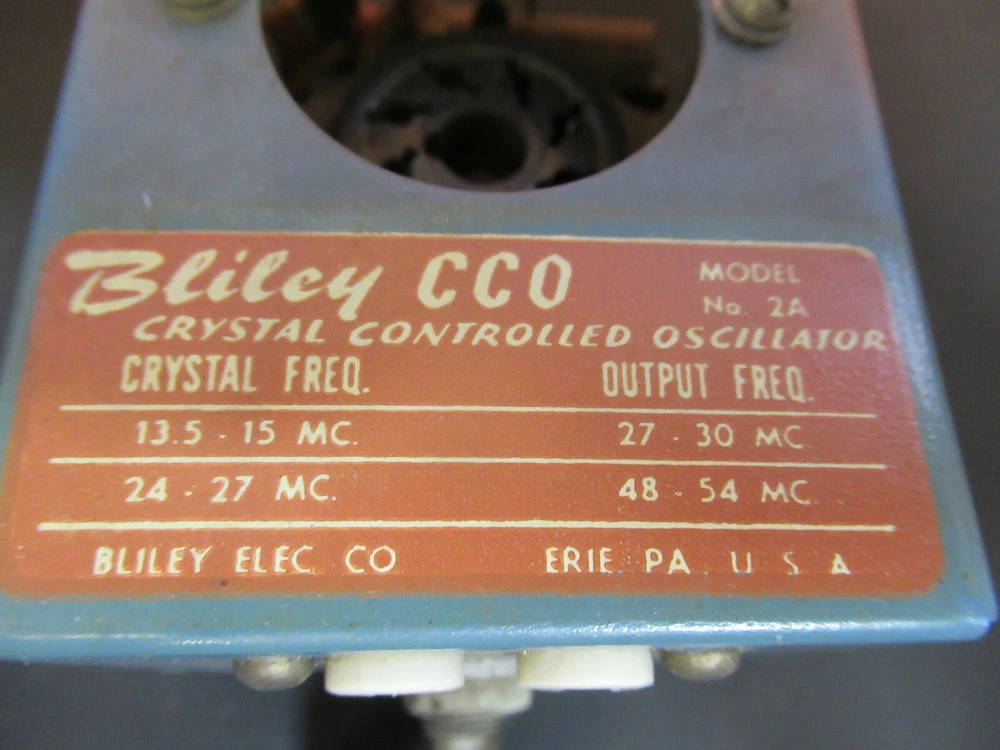 Bliley CCO MODEL
No. 2A
CRYSTAL CONTROLLED OSCILLATOR
CRYSTAL FREQ. OUTPUT FREQ.
13.5 - 15 MC. 27 - 30 MC
24 - 27 MC. 48 - 54 MC
BLILEY ELEC CO ERIE PA U S A